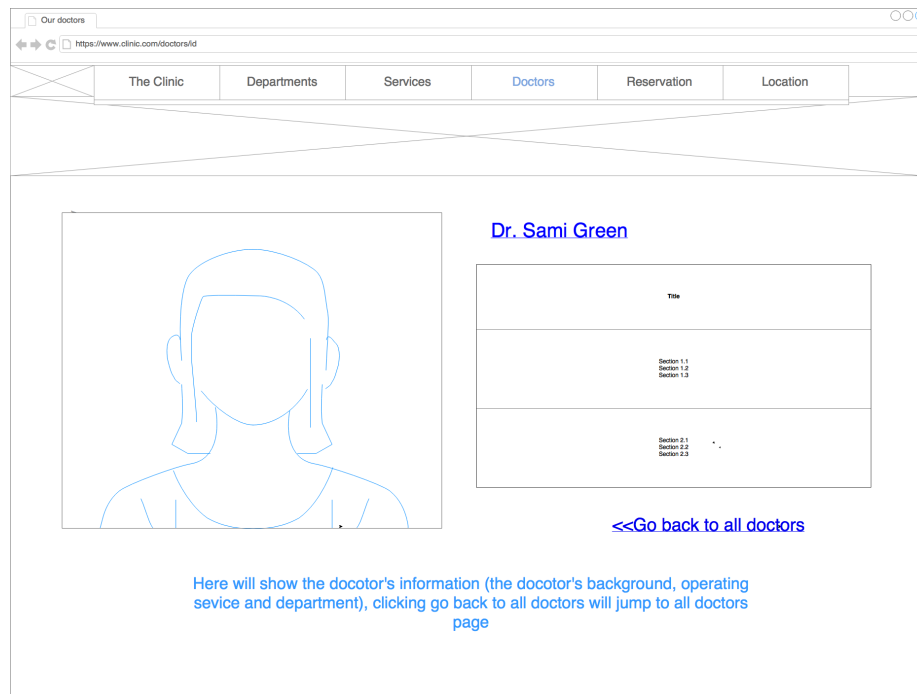 Our doctors
https://www.clinic.com/doctors/id
The Clinic
Departments
Services
Doctors
Reservation
Location
Dr. Sami Green
Title
Section 1.1
Section 1.2
Section 1.3
Section 2.1
Section 2.2
Section 2.3
<<Go back to all doctors
Here will show the docotor's information (the docotor's background, operating
sevice and department), clicking go back to all doctors will jump to all doctors
page